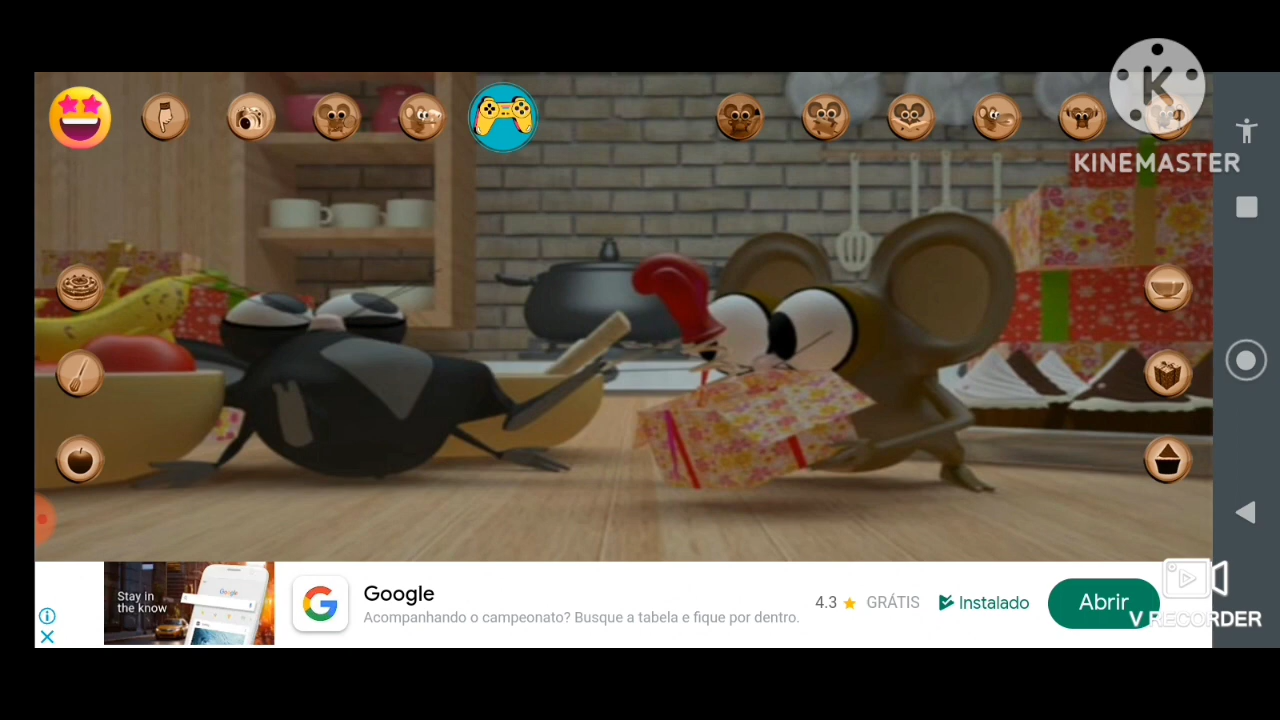 K
KINEMASTER
Stay in
the know
Google
G
Google
Acompanhando o campeonato? Busque a tabela e fique por dentro.
4.3 ★ GRÁTIS
Instalado
Abrir
V RECORDER